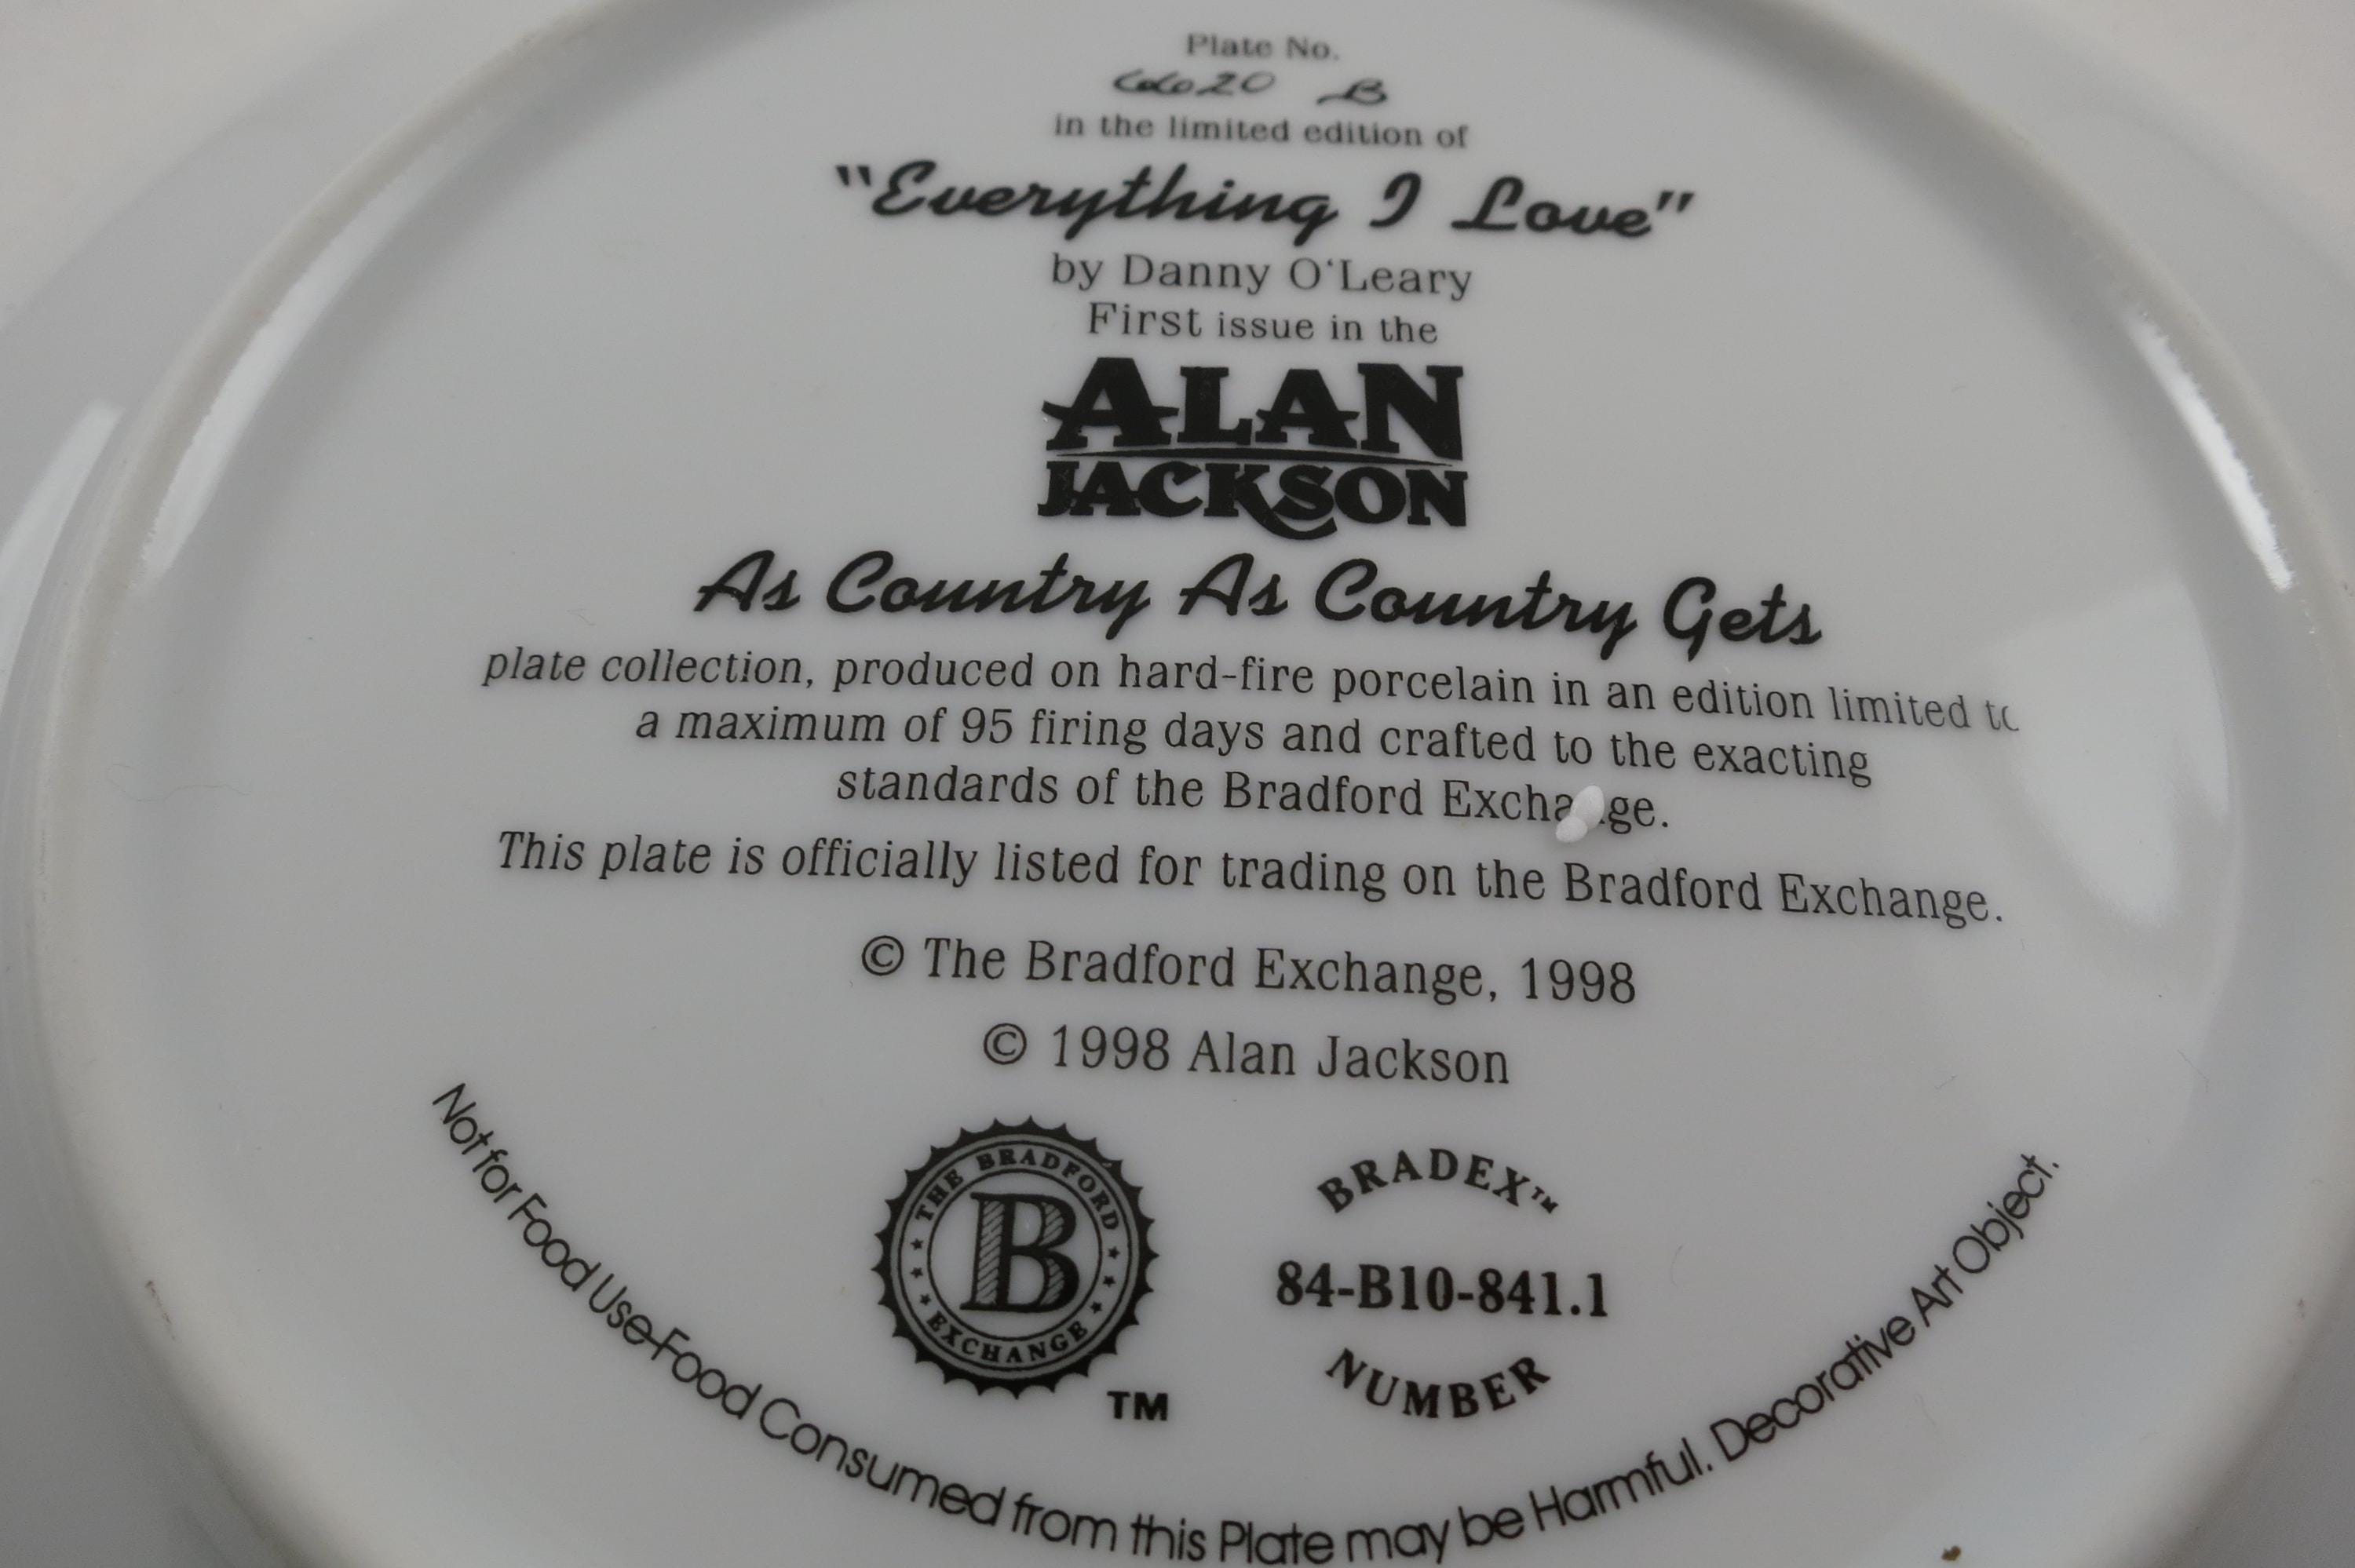 Plate No.
6620 B
in the limited edition of
"Everything I Love"
by Danny O'Leary
First issue in the
ALAN
JACKSON
As Country As Country Gets
plate collection, produced on hard-fire porcelain in an edition limited to
a maximum of 95 firing days and crafted to the exacting
standards of the Bradford Exchange.
This plate is officially listed for trading on the Bradford Exchange.
© The Bradford Exchange, 1998
© 1998 Alan Jackson
THE BRADFORD
B
EXCHANGE
TM
BRADEX™
84-B10-841.1
NUMBER
Not for Food Use-Food Consumed from this Plate may be Harmful. Decorative Art Object.